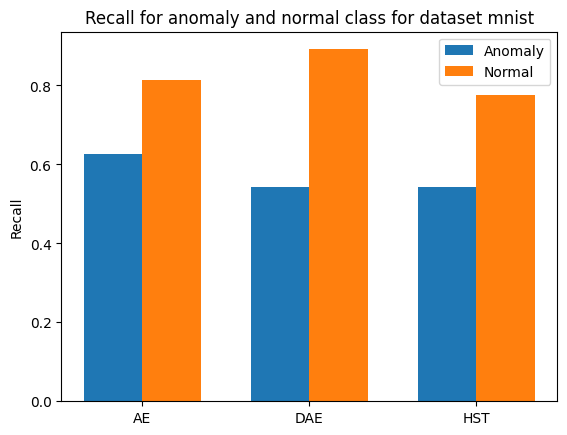 Recall for anomaly and normal class for dataset mnist
Anomaly
Normal
Recall
0.8
0.6
0.4
0.2
0.0
AE DAE HST